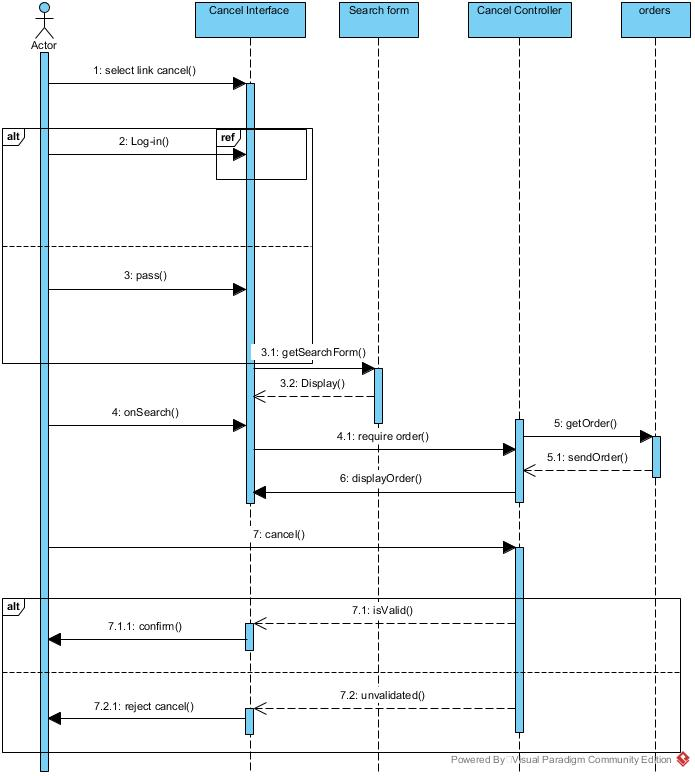 Cancel Interface Search form Cancel Controller orders
Actor
1: select link cancel()
alt
ref
2: Log-in()
3: pass()
3.1: getSearchForm()
3.2: Display()
4: onSearch()
5: getOrder()
4.1: require order()
5.1: sendOrder()
6: displayOrder()
7: cancel()
alt
7.1: isValid()
7.1.1: confirm()
7.2: unvalidated()
7.2.1: reject cancel()
Powered By Visual Paradigm Community Edition